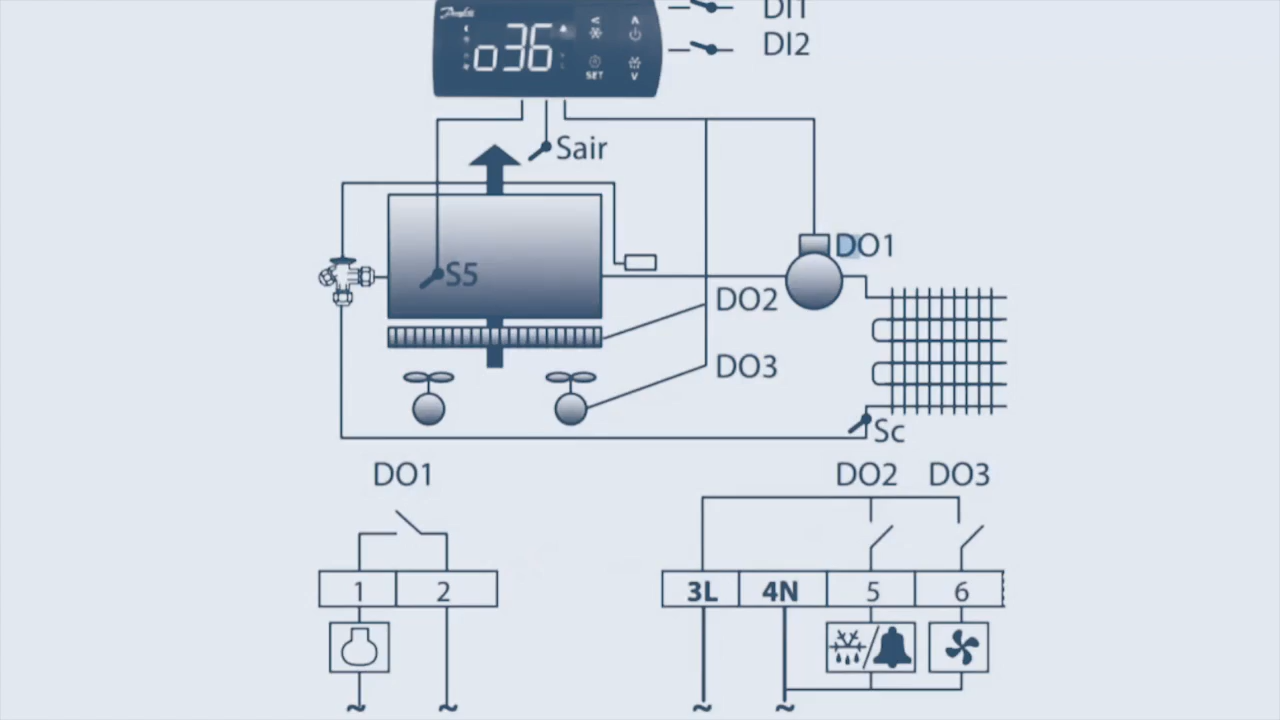 Danfoss
DI1
o36
SET
DI2
Sair
DO1
S5
DO2
DO3
Sc
DO1
DO2 DO3
1 2
3L 4N 5 6